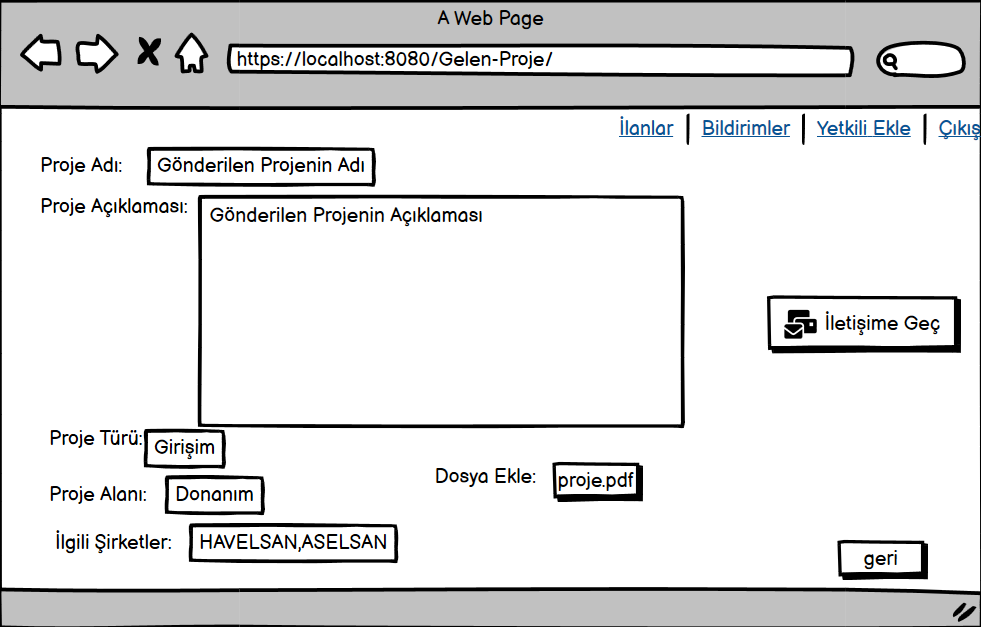 A Web Page
https://localhost:8080/Gelen-Proje/
İlanlar Bildirimler Yetkili Ekle Çıkış
Proje Adı: Gönderilen Projenin Adı
Proje Açıklaması: Gönderilen Projenin Açıklaması
İletişime Geç
Proje Türü: Girişim
Dosya Ekle: proje.pdf
Proje Alanı: Donanım
İlgili Şirketler: HAVELSAN,ASELSAN
geri